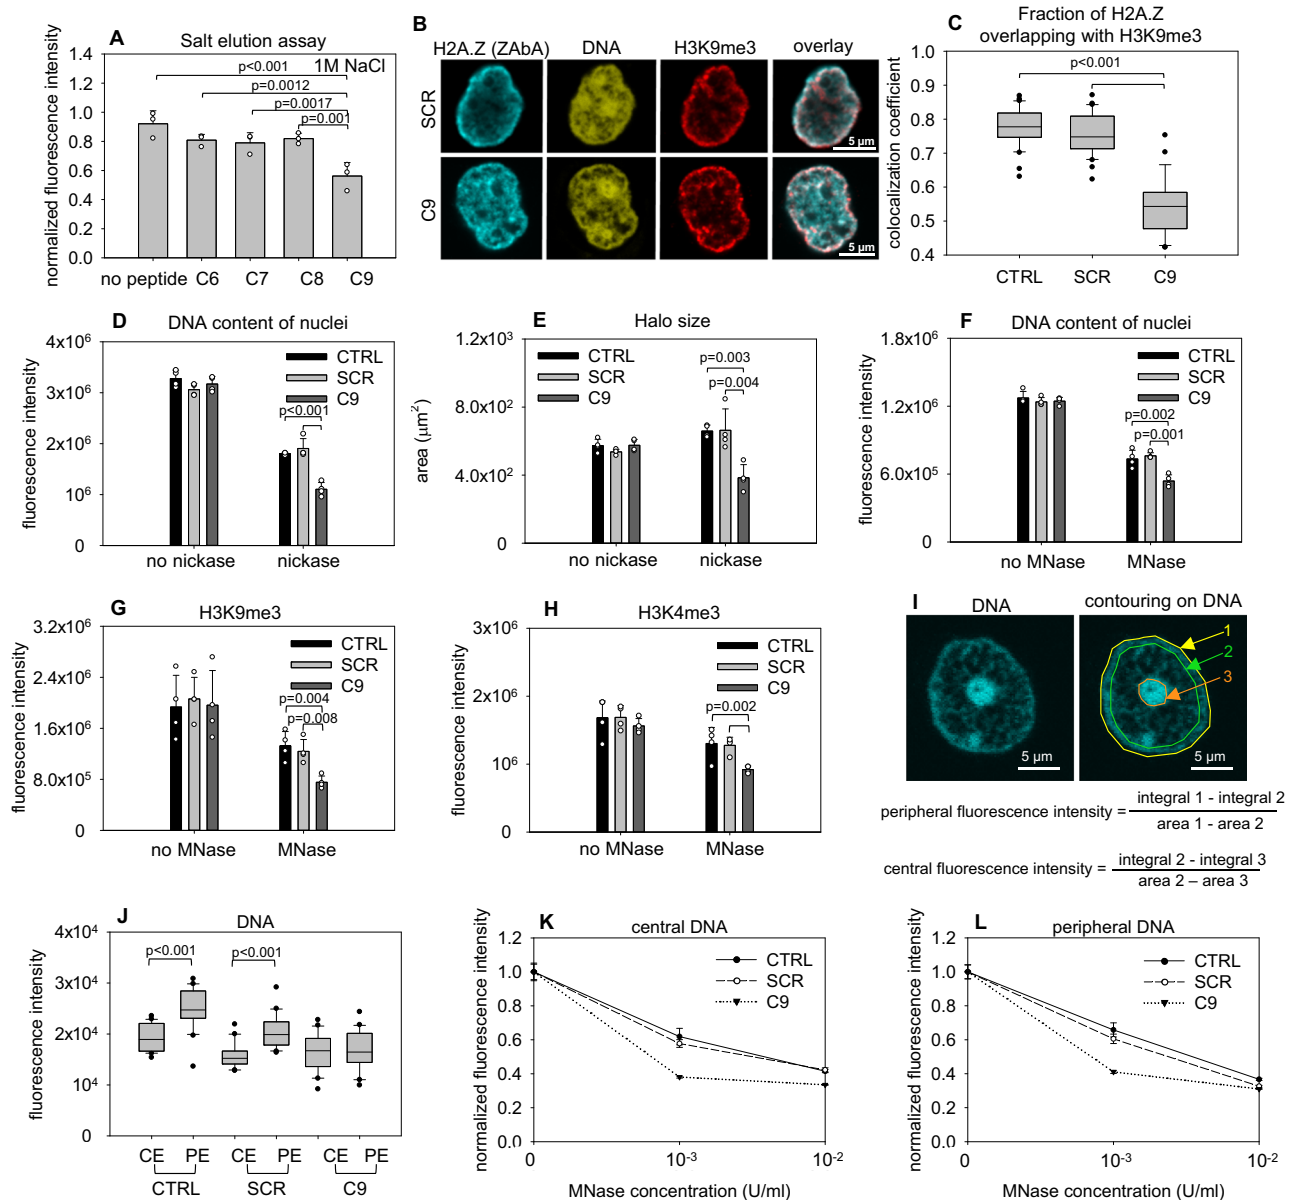 A
Salt elution assay
normalized fluorescence intensity
1.4
1.2
1.0
0.8
0.6
0.4
0.2
0.0
1M NaCl
p<0.001
p=0.0012
p=0.0017
p=0.001
no peptide C6 C7 C8 C9
B
H2A.Z (ZAbA) DNA H3K9me3 overlay
SCR
5 µm
C9
5 µm
C
Fraction of H2A.Z
overlapping with H3K9me3
colocalization coefficient
1.0
0.9
0.8
0.7
0.6
0.5
0.4
p<0.001
CTRL SCR C9
D
DNA content of nuclei
fluorescence intensity
4x10⁶
3x10⁶
2x10⁶
10⁶
0
CTRL
SCR
C9
p<0.001
no nickase nickase
E
Halo size
area (µm²)
1.2x10³
8.0x10²
4.0x10²
0
CTRL
SCR
C9
p=0.003
p=0.004
no nickase nickase
F
DNA content of nuclei
fluorescence intensity
1.8x10⁶
1.2x10⁶
6.0x10⁵
0
CTRL
SCR
C9
p=0.002
p=0.001
no MNase MNase
G
H3K9me3
fluorescence intensity
3.2x10⁶
2.4x10⁶
1.6x10⁶
8.0x10⁵
0
CTRL
SCR
C9
p=0.004
p=0.008
no MNase MNase
H
H3K4me3
fluorescence intensity
3x10⁶
2x10⁶
10⁶
0
CTRL
SCR
C9
p=0.002
no MNase MNase
I
DNA contouring on DNA
1
2
3
5 µm
5 µm
peripheral fluorescence intensity = integral 1 - integral 2
area 1 - area 2
central fluorescence intensity = integral 2 - integral 3
area 2 – area 3
J
DNA
fluorescence intensity
4x10⁴
3x10⁴
2x10⁴
10⁴
0
p<0.001
p<0.001
CE PE CE PE CE PE
CTRL SCR C9
K
central DNA
normalized fluorescence intensity
1.2
1.0
0.8
0.6
0.4
0.2
0.0
CTRL
SCR
C9
0 10⁻³ 10⁻²
MNase concentration (U/ml)
L
peripheral DNA
normalized fluorescence intensity
1.2
1.0
0.8
0.6
0.4
0.2
0.0
CTRL
SCR
C9
0 10⁻³ 10⁻²
MNase concentration (U/ml)